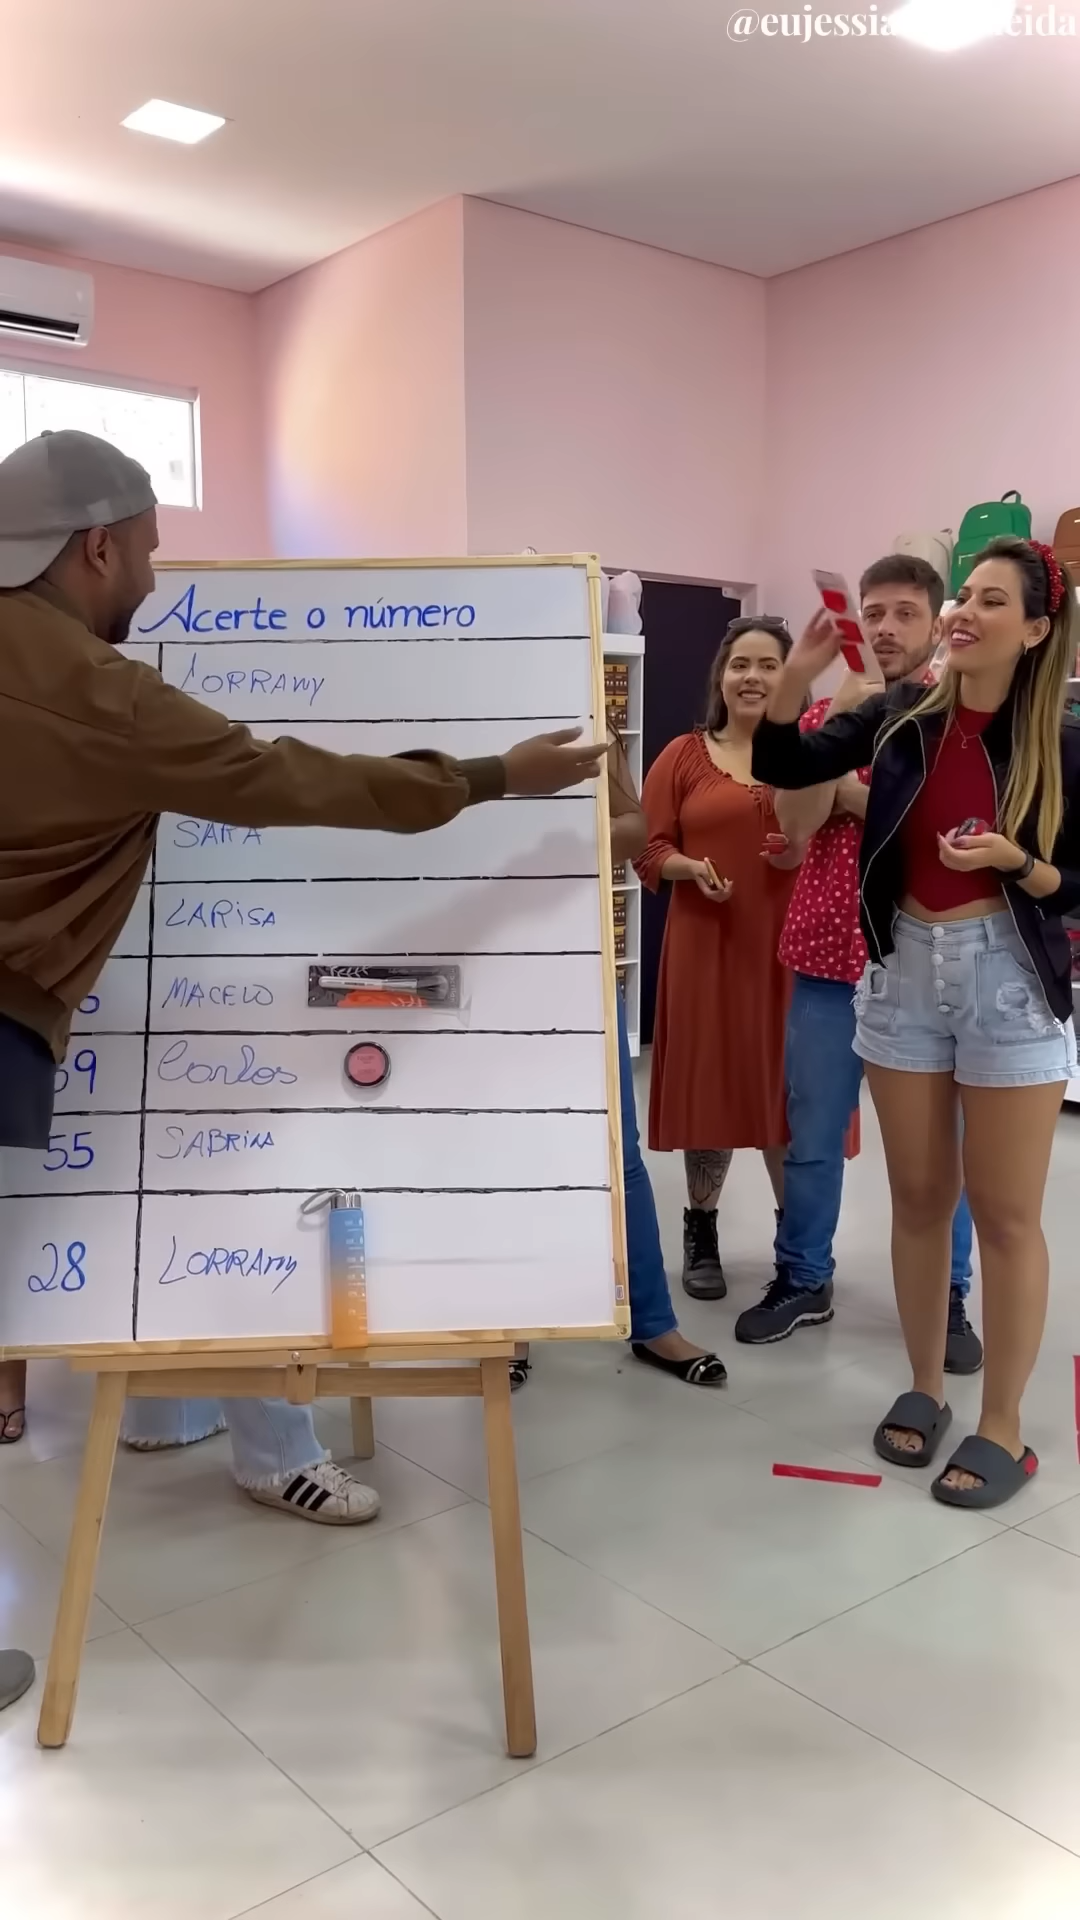 Acerte o número
LORRANY
SARA
LARISA
MACELO
Carlos
55 SABRINA
28 LORRANY